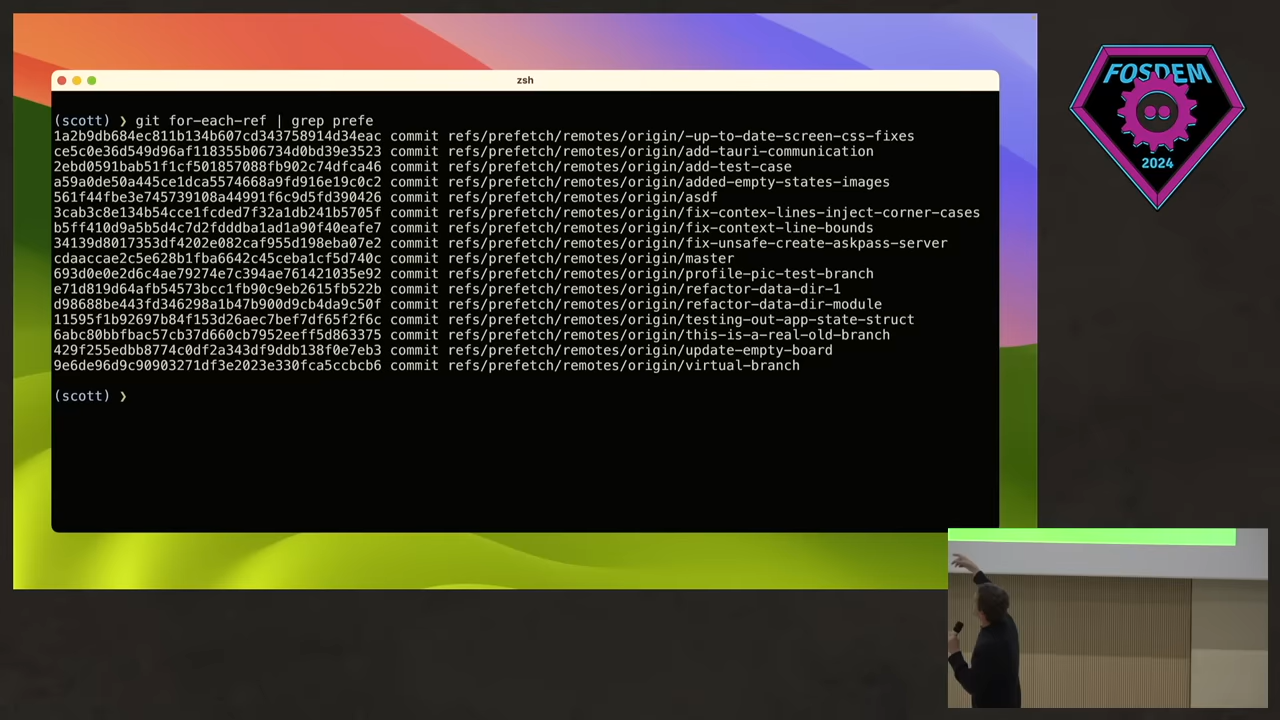 zsh
(scott) ❯ git for-each-ref | grep prefe
1a2b9db684ec811b134b607cd343758914d34eac commit refs/prefetch/remotes/origin/-up-to-date-screen-css-fixes
ce5c0e36d549d96af118355b06734d0bd39e3523 commit refs/prefetch/remotes/origin/add-tauri-communication
2ebd0591bab51f1cf501857088fb902c74dfca46 commit refs/prefetch/remotes/origin/add-test-case
a59a0de50a445ce1dca5574668a9fd916e19c0c2 commit refs/prefetch/remotes/origin/added-empty-states-images
561f44fbe3e745739108a44991f6c9d5fd390426 commit refs/prefetch/remotes/origin/asdf
3cab3c8e134b54cce1fcded7f32a1db241b5705f commit refs/prefetch/remotes/origin/fix-contex-lines-inject-corner-cases
b5ff410d9a5b5d4c7d2fdddba1ad1a90f40eafe7 commit refs/prefetch/remotes/origin/fix-context-line-bounds
34139d8017353df4202e082caf955d198eba07e2 commit refs/prefetch/remotes/origin/fix-unsafe-create-askpass-server
cdaaccae2c5e628b1fba6642c45ceba1cf5d740c commit refs/prefetch/remotes/origin/master
693d0e0e2d6c4ae79274e7c394ae761421035e92 commit refs/prefetch/remotes/origin/profile-pic-test-branch
e71d819d64afb54573bcc1fb90c9eb2615fb522b commit refs/prefetch/remotes/origin/refactor-data-dir-1
d98688be443fd346298a1b47b900d9cb4da9c50f commit refs/prefetch/remotes/origin/refactor-data-dir-module
11595f1b92697b84f153d26aec7bef7df65f2f6c commit refs/prefetch/remotes/origin/testing-out-app-state-struct
6abc80bbfbac57cb37d660cb7952eeff5d863375 commit refs/prefetch/remotes/origin/this-is-a-real-old-branch
429f255edbb8774c0df2a343df9ddb138f0e7eb3 commit refs/prefetch/remotes/origin/update-empty-board
9e6de96d9c90903271df3e2023e330fca5ccbcb6 commit refs/prefetch/remotes/origin/virtual-branch
(scott) ❯
FOSDEM
2024